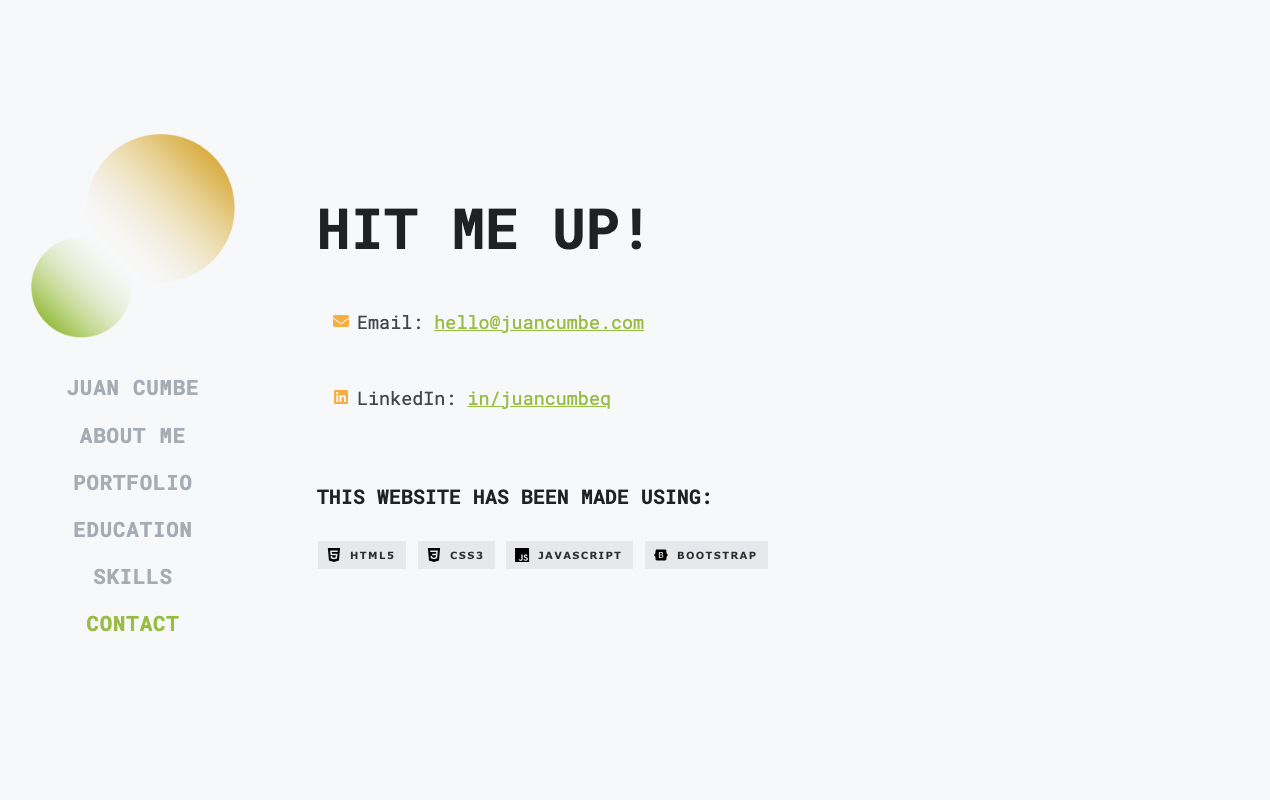 JUAN CUMBE
ABOUT ME
PORTFOLIO
EDUCATION
SKILLS
CONTACT
HIT ME UP!
Email: hello@juancumbe.com
LinkedIn: in/juancumbeq
THIS WEBSITE HAS BEEN MADE USING:
HTML5 CSS3 JAVASCRIPT BOOTSTRAP